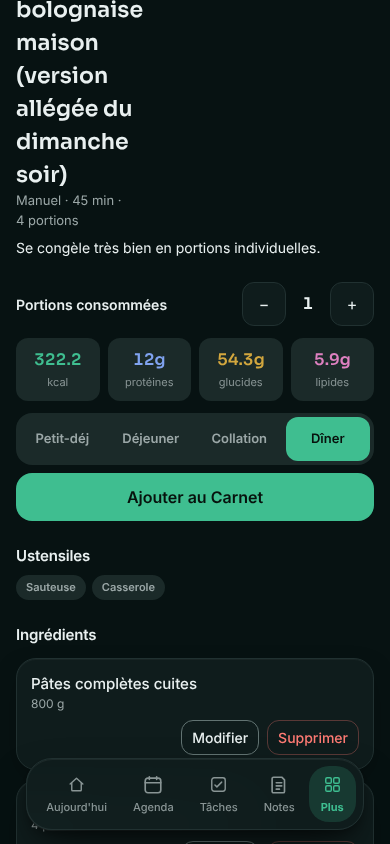 bolognaise
maison
(version
allégée du
dimanche
soir)
Manuel · 45 min ·
4 portions
Se congèle très bien en portions individuelles.
Portions consommées
− 1 +
322.2 12g 54.3g 5.9g
kcal protéines glucides lipides
Petit-déj Déjeuner Collation Dîner
Ajouter au Carnet
Ustensiles
Sauteuse Casserole
Ingrédients
Pâtes complètes cuites
800 g
Modifier Supprimer
Aujourd'hui Agenda Tâches Notes Plus